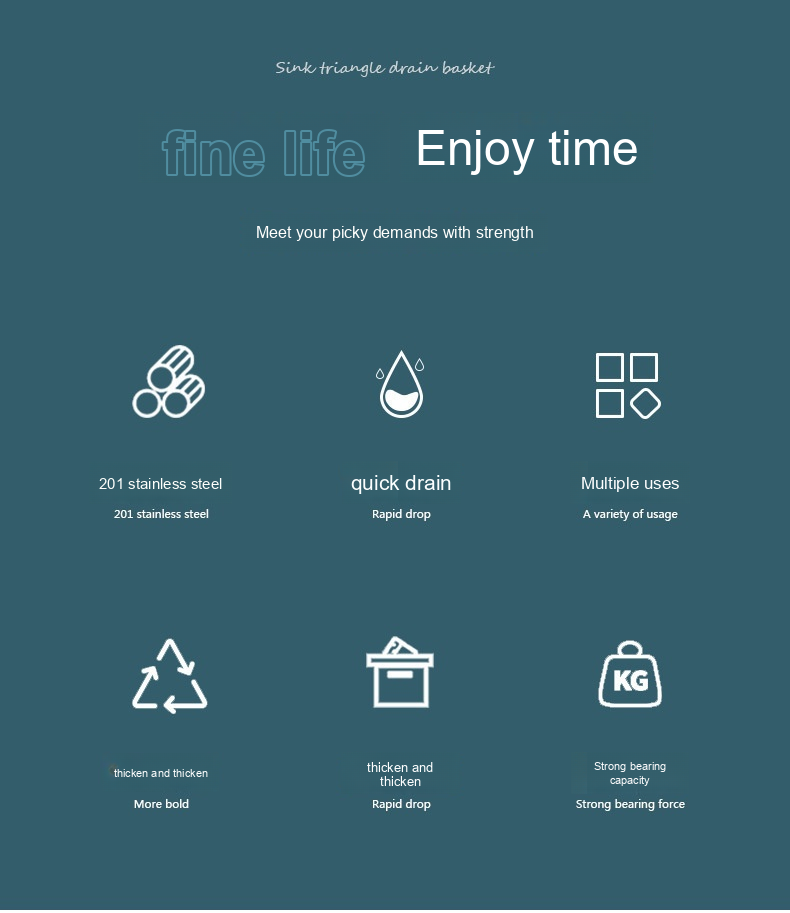 Sink triangle drain basket
fine life Enjoy time
Meet your picky demands with strength
201 stainless steel
201 stainless steel
quick drain
Rapid drop
Multiple uses
A variety of usage
KG
thicken and thicken
More bold
thicken and
thicken
Rapid drop
Strong bearing
capacity
Strong bearing force